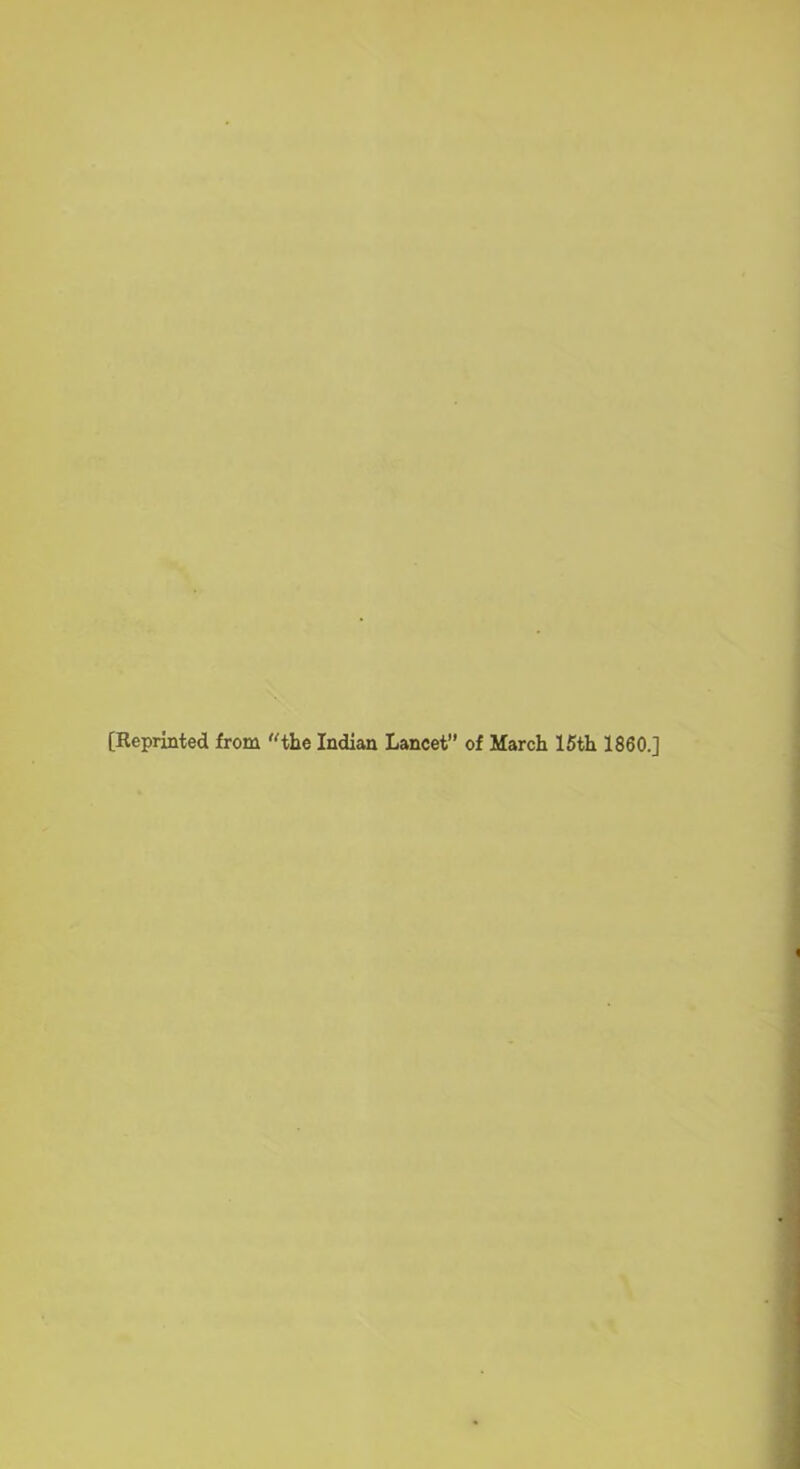 [Reprinted from "the Indian Lancet" of March 15th 1860.]